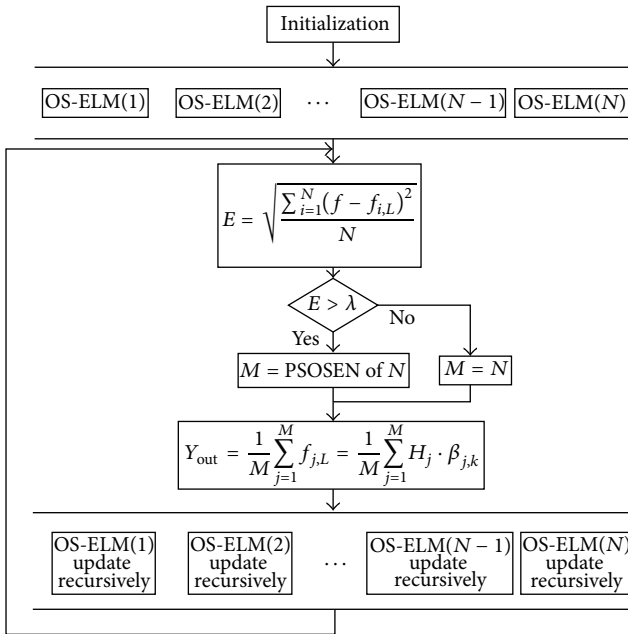 Initialization
OS-ELM(1) OS-ELM(2) ⋯ OS-ELM(N − 1) OS-ELM(N)
E = √(∑_{i=1}^{N}(f − f_{i,L})^2 / N)
E > λ
No
Yes
M = PSOSEN of N
M = N
Y_out = 1/M ∑_{j=1}^{M} f_{j,L} = 1/M ∑_{j=1}^{M} H_j · β_{j,k}
OS-ELM(1) OS-ELM(2) ⋯ OS-ELM(N − 1) OS-ELM(N)
update update update update
recursively recursively recursively recursively